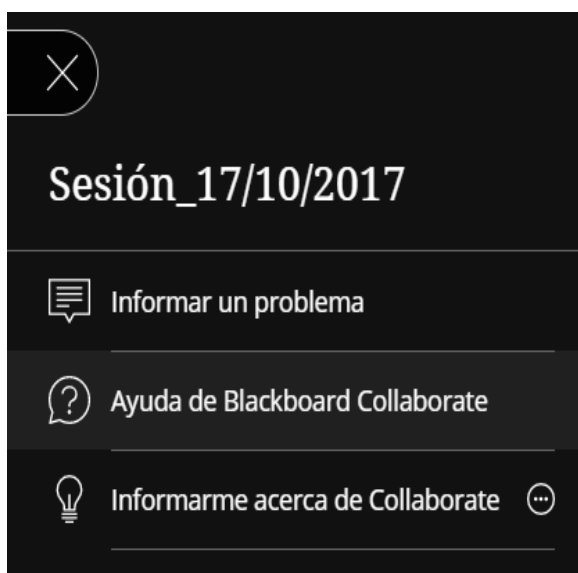 Sesión_17/10/2017
Informar un problema
Ayuda de Blackboard Collaborate
Informarme acerca de Collaborate